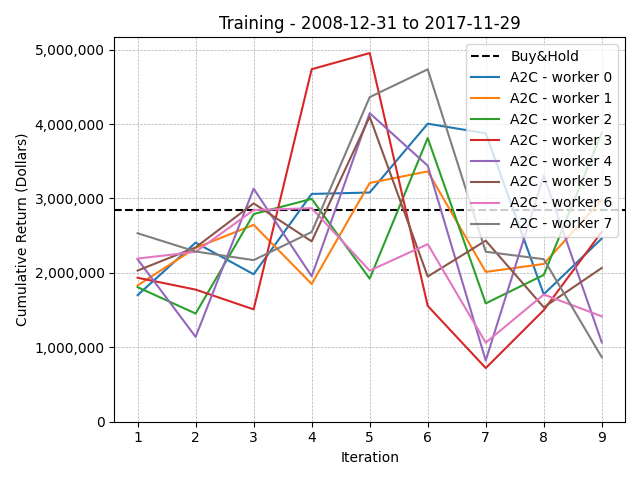 Training - 2008-12-31 to 2017-11-29
Cumulative Return (Dollars)
5,000,000
4,000,000
3,000,000
2,000,000
1,000,000
0
Buy&Hold
A2C - worker 0
A2C - worker 1
A2C - worker 2
A2C - worker 3
A2C - worker 4
A2C - worker 5
A2C - worker 6
A2C - worker 7
1 2 3 4 5 6 7 8 9
Iteration